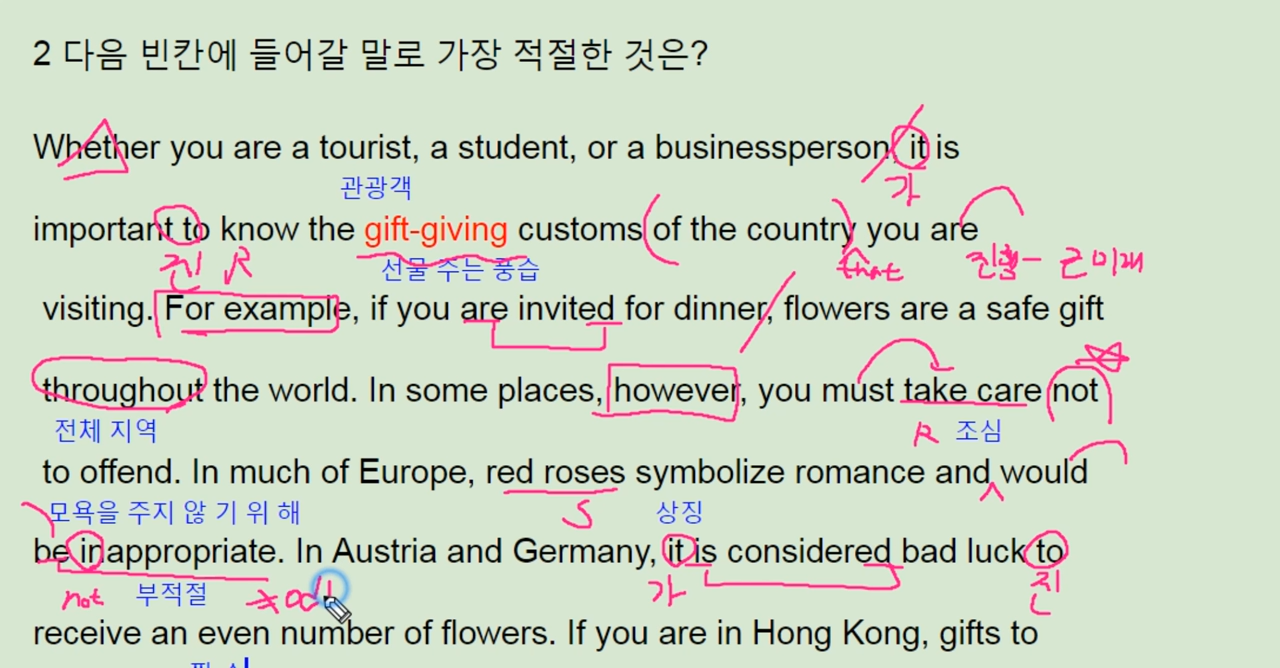 2 다음 빈칸에 들어갈 말로 가장 적절한 것은?
Whether you are a tourist, a student, or a businessperson, it is
관광객 가
important to know the gift-giving customs of the country you are
진 R 선물 주는 풍습 that 진행- 근미래
visiting. For example, if you are invited for dinner, flowers are a safe gift
throughout the world. In some places, however, you must take care not
전체 지역 R 조심
to offend. In much of Europe, red roses symbolize romance and would
모욕을 주지 않 기 위 해 S 상징
be inappropriate. In Austria and Germany, it is considered bad luck to
not 부적절 가 진
receive an even number of flowers. If you are in Hong Kong, gifts to